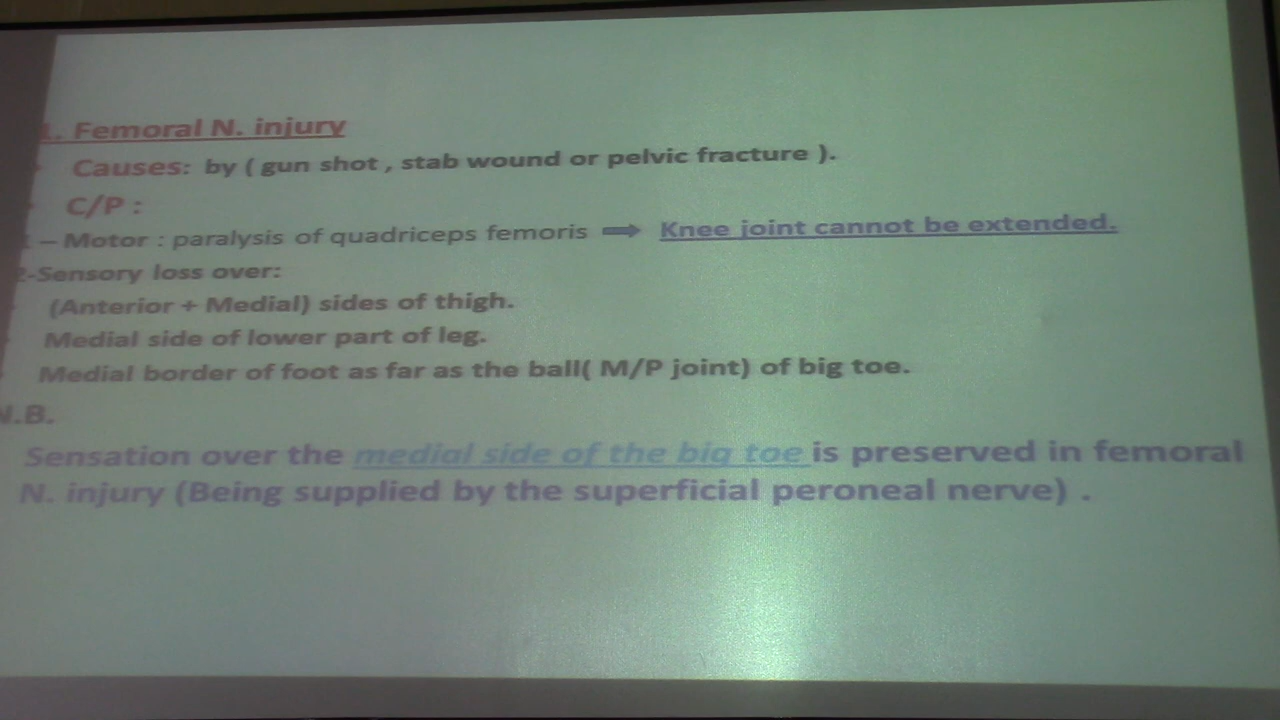 1. Femoral N. injury
Causes: by ( gun shot , stab wound or pelvic fracture ).
C/P :
1 – Motor : paralysis of quadriceps femoris ➡ Knee joint cannot be extended.
2-Sensory loss over:
(Anterior + Medial) sides of thigh.
Medial side of lower part of leg.
Medial border of foot as far as the ball( M/P joint) of big toe.
N.B.
Sensation over the medial side of the big toe is preserved in femoral
N. injury (Being supplied by the superficial peroneal nerve) .